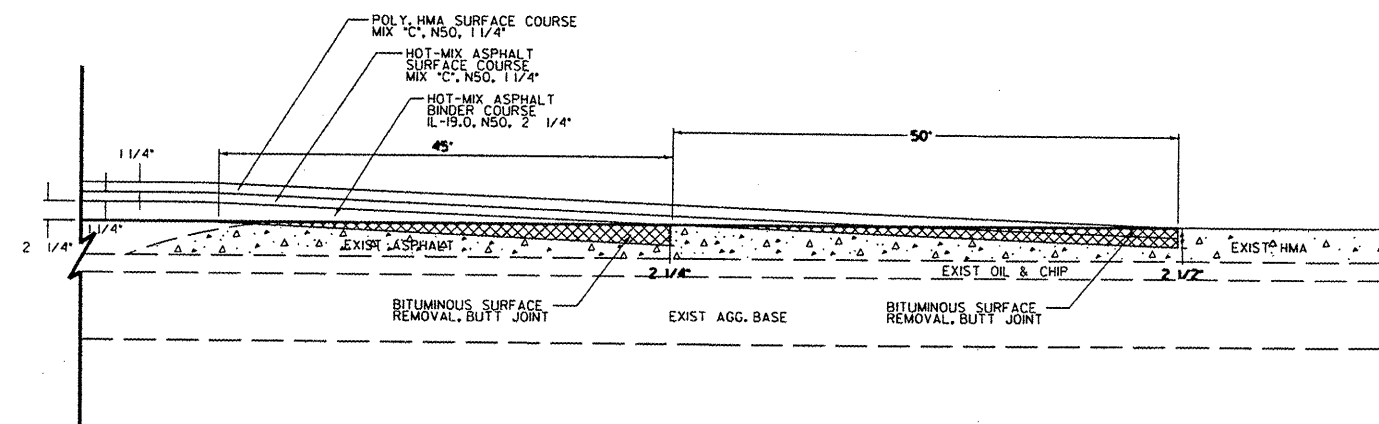 POLY. HMA SURFACE COURSE
MIX "C", N50, 1 1/4"
HOT-MIX ASPHALT
SURFACE COURSE
MIX "C", N50, 1 1/4"
HOT-MIX ASPHALT
BINDER COURSE
IL-19.0, N50, 2 1/4"
45'
50'
1 1/4"
1 1/4"
2 1/4"
EXIST ASPHALT
EXIST HMA
2 1/4"
EXIST OIL & CHIP
2 1/2"
BITUMINOUS SURFACE
REMOVAL, BUTT JOINT
EXIST AGG. BASE
BITUMINOUS SURFACE
REMOVAL, BUTT JOINT